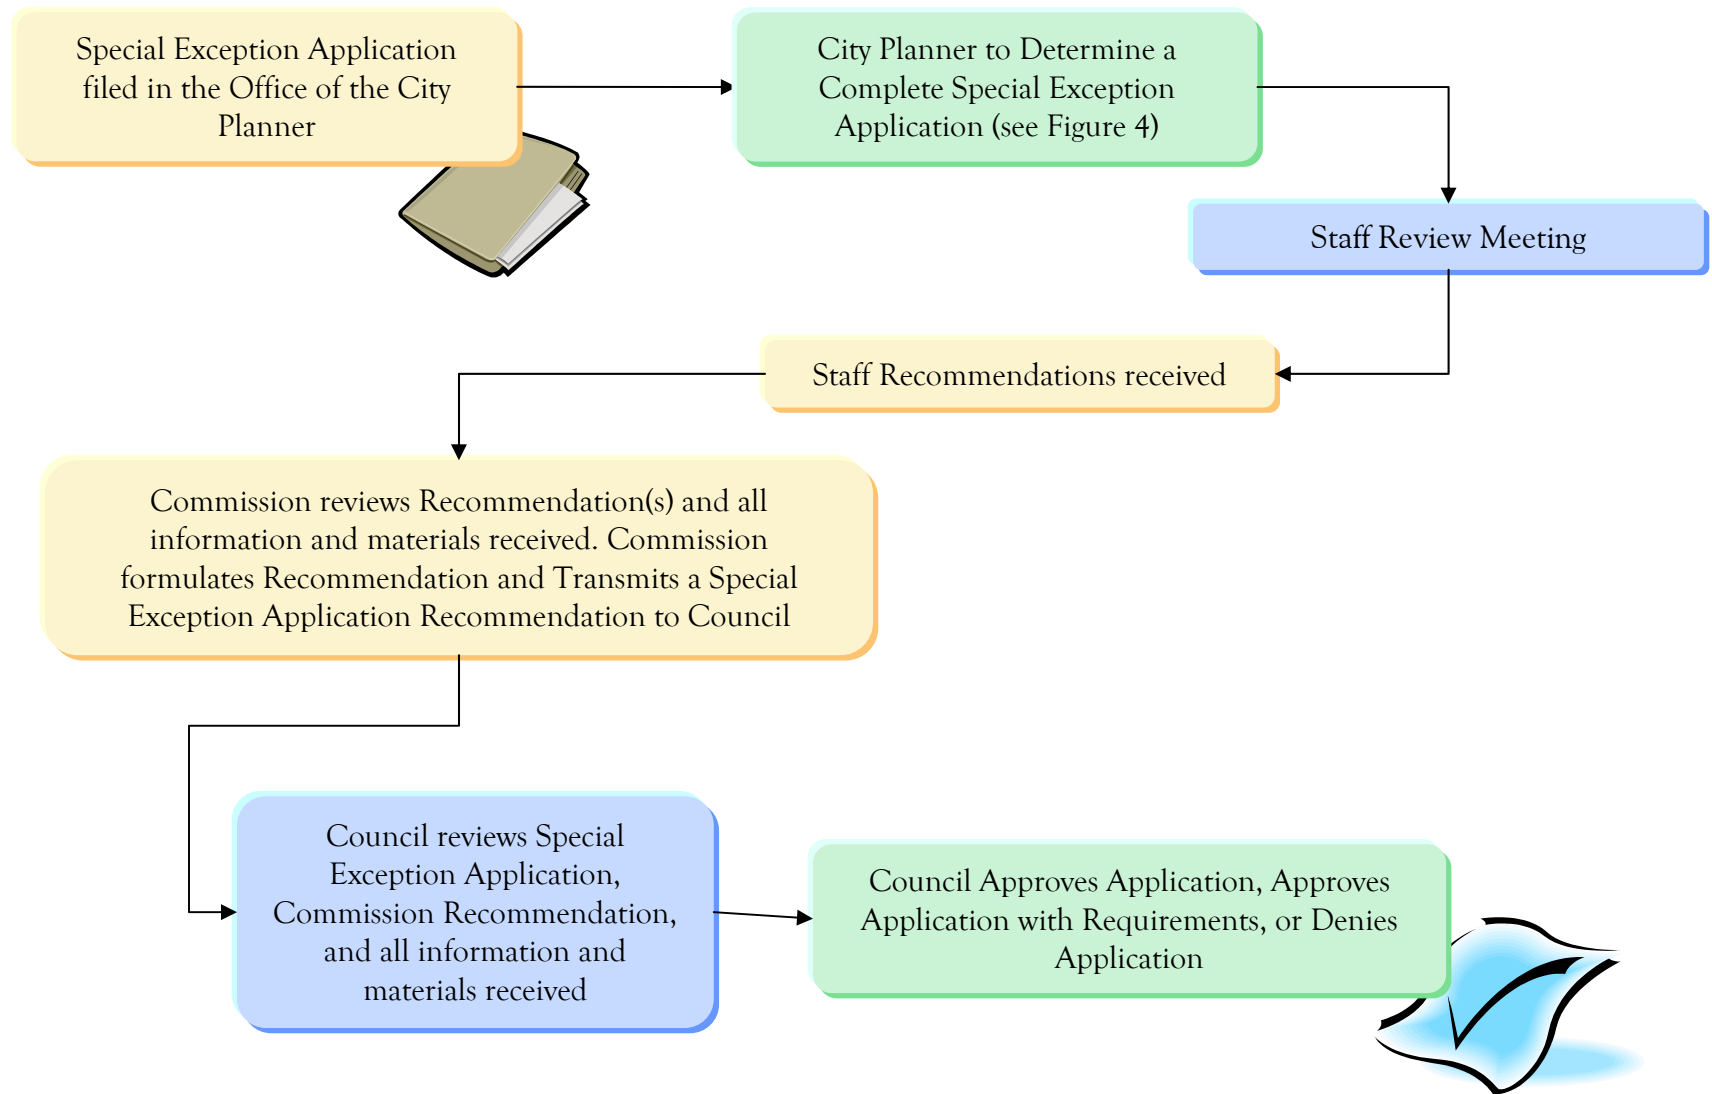 Special Exception Application
filed in the Office of the City
Planner
City Planner to Determine a
Complete Special Exception
Application (see Figure 4)
Staff Review Meeting
Staff Recommendations received
Commission reviews Recommendation(s) and all
information and materials received. Commission
formulates Recommendation and Transmits a Special
Exception Application Recommendation to Council
Council reviews Special
Exception Application,
Commission Recommendation,
and all information and
materials received
Council Approves Application, Approves
Application with Requirements, or Denies
Application